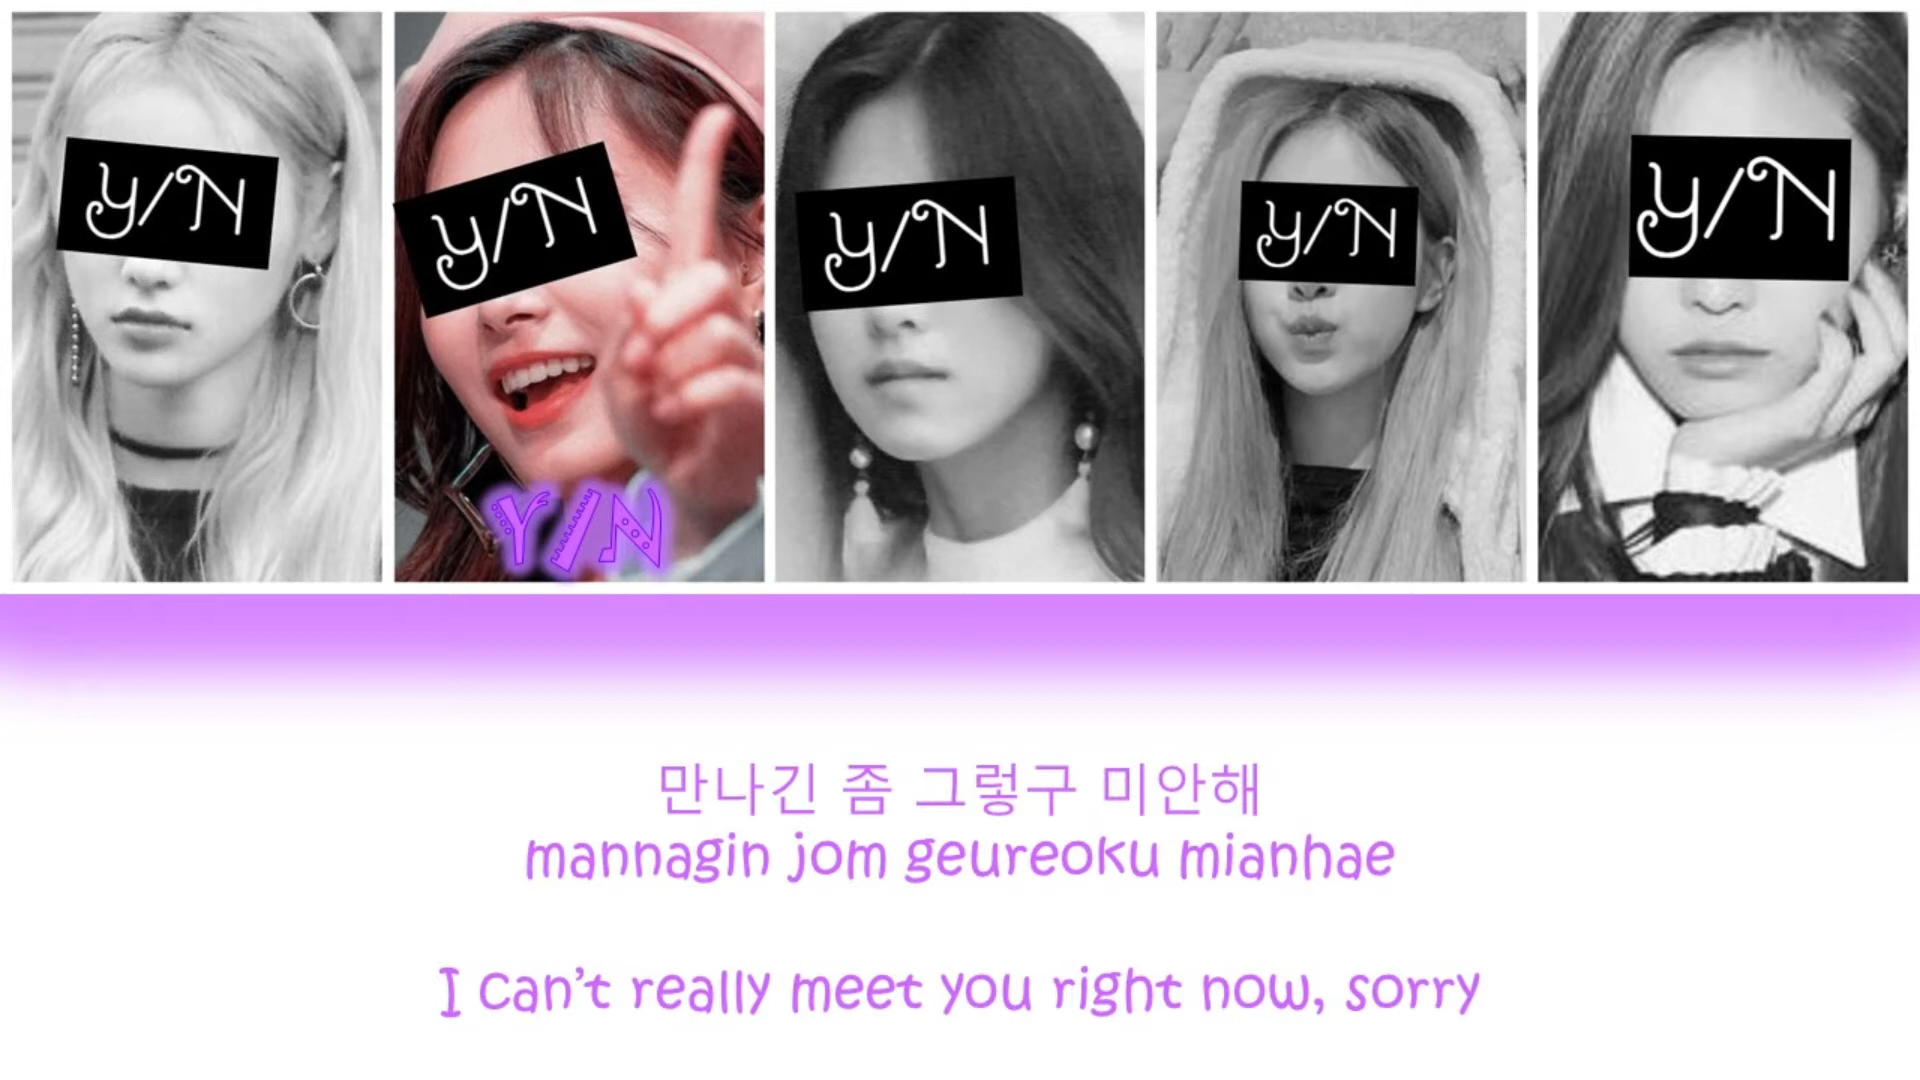 Y/N
Y/N
Y/N
Y/N
Y/N
Y/N
만나긴 좀 그렇구 미안해
mannagin jom geureoku mianhae
I can't really meet you right now, sorry